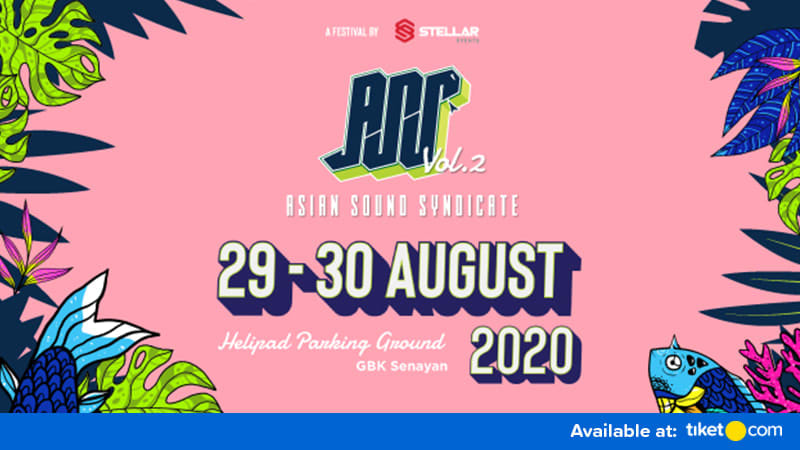 A FESTIVAL BY STELLAR
EVENTS
ASS
Vol.2
ASIAN SOUND SYNDICATE
29 - 30 AUGUST
Helipad Parking Ground
2020
GBK Senayan
Available at: tiket.com